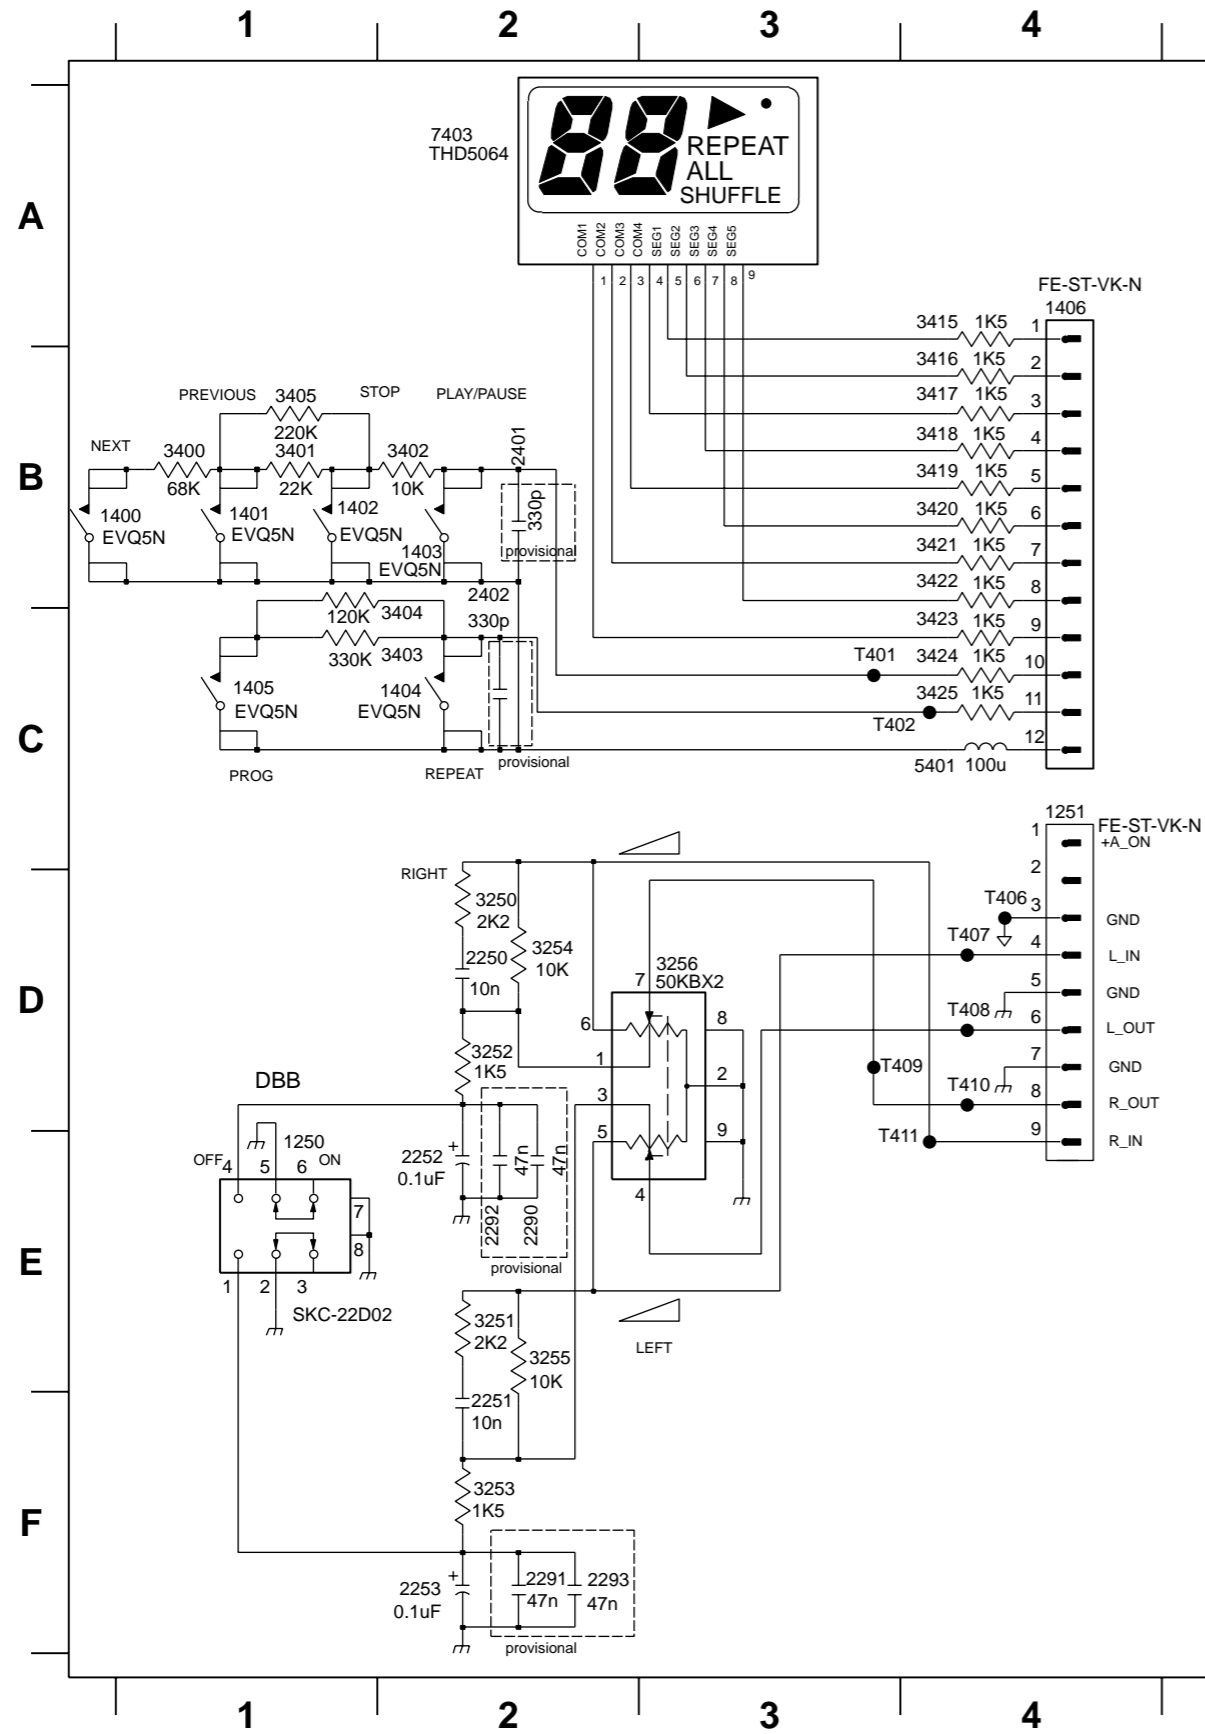 1 2 3 4
A
7403
THD5064
REPEAT
ALL
SHUFFLE
COM1
COM2
COM3
COM4
SEG1
SEG2
SEG3
SEG4
SEG5
1 2 3 4 5 6 7 8 9
FE-ST-VK-N
1406
3415 1K5 1
3416 1K5 2
3417 1K5 3
3418 1K5 4
3419 1K5 5
3420 1K5 6
3421 1K5 7
3422 1K5 8
3423 1K5 9
T401 3424 1K5 10
3425 1K5 11
T402
12
5401 100u
B
PREVIOUS 3405 STOP PLAY/PAUSE
220K
NEXT 3400 3401 3402 2401
68K 22K 10K
1400
EVQ5N
1401
EVQ5N
1402
EVQ5N
1403
EVQ5N
330p
provisional
2402
330p
120K 3404
330K 3403
C
1405
EVQ5N
1404
EVQ5N
PROG REPEAT provisional
1251
FE-ST-VK-N
1 +A_ON
2
T406 3 GND
T407 4 L_IN
5 GND
T408 6 L_OUT
7 GND
T409
T410 8 R_OUT
T411 9 R_IN
D
RIGHT
3250
2K2
2250
10n
3254
10K
3256
50KBX2
7
6 8
1 2
3
5 9
4
3252
1K5
DBB
1250
OFF ON
4 5 6
7
8
1 2 3
SKC-22D02
E
2252
0.1uF
47n
47n
2292
2290
provisional
LEFT
3251
2K2
3255
10K
2251
10n
F
3253
1K5
2253
0.1uF
2291
47n
2293
47n
provisional
1 2 3 4